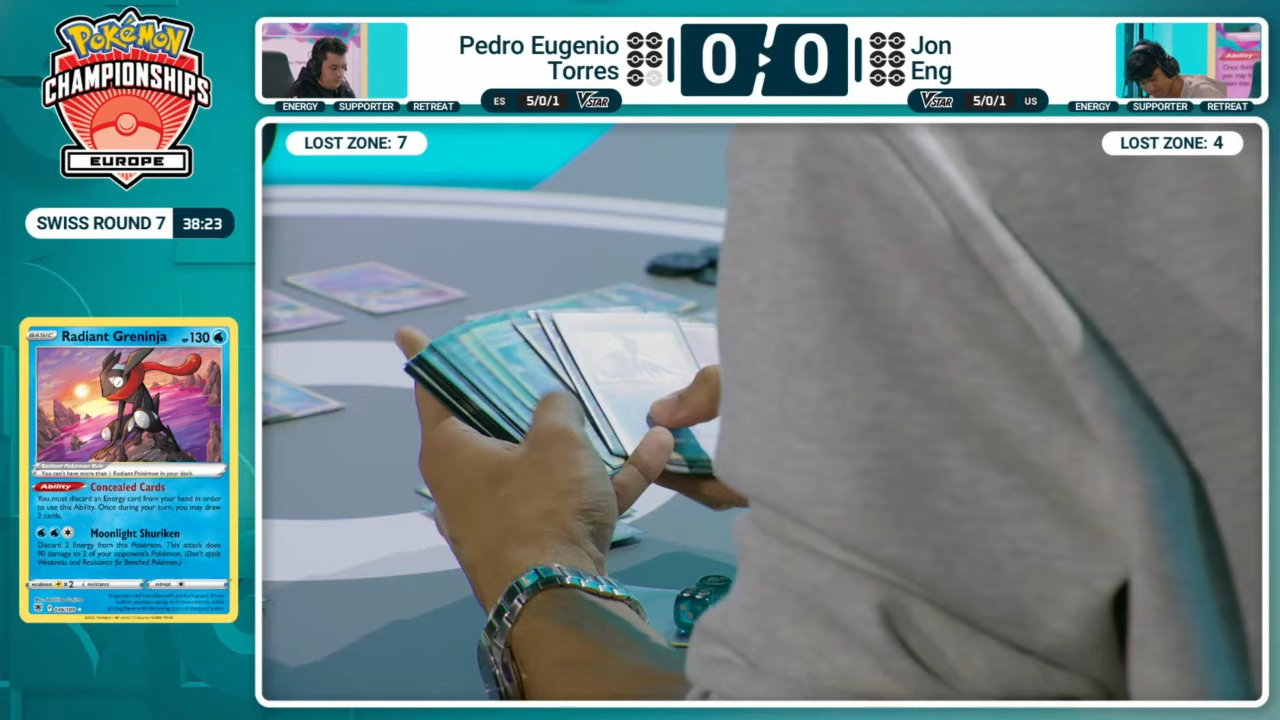 Pokémon
CHAMPIONSHIPS
EUROPE
SWISS ROUND 7 38:23
Pedro Eugenio
Torres
0 0
Jon
Eng
ENERGY SUPPORTER RETREAT
ES 5/0/1 VSTAR
VSTAR 5/0/1 US
ENERGY SUPPORTER RETREAT
Ability
LOST ZONE: 7
LOST ZONE: 4
BASIC Radiant Greninja HP 130
Radiant Pokémon Rule
You can't have more than 1 Radiant Pokémon in your deck.
Ability Concealed Cards
You must discard an Energy card from your hand in order
to use this Ability. Once during your turn, you may draw
2 cards.
Moonlight Shuriken
Discard 2 Energy from this Pokémon. This attack does
90 damage to 2 of your opponent's Pokémon. (Don't apply
Weakness and Resistance for Benched Pokémon.)
weakness ×2 resistance retreat